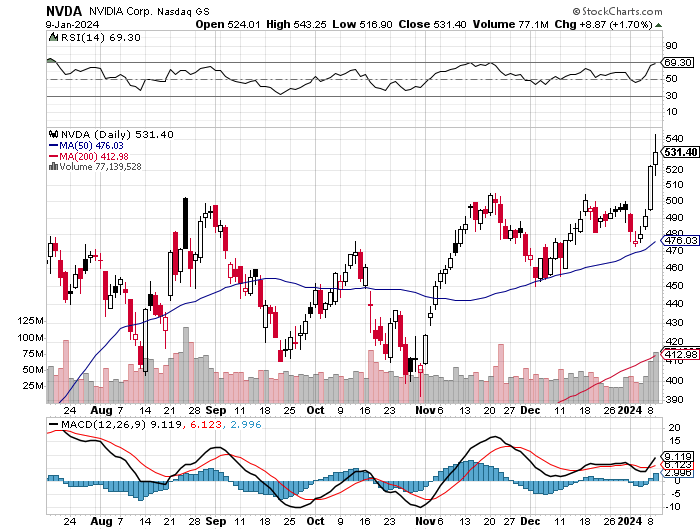 NVDA NVIDIA Corp. Nasdaq GS © StockCharts.com
9-Jan-2024 Open 524.01 High 543.25 Low 516.90 Close 531.40 Volume 77.1M Chg +8.87 (+1.70%)
RSI(14) 69.30
90
69.30
50
30
10
NVDA (Daily) 531.40
MA(50) 476.03
MA(200) 412.98
Volume 77,139,528
540
531.40
520
510
500
490
476.03
470
460
450
440
430
420
412.98
400
390
125M
100M
75M
50M
25M
24 Aug 7 14 21 28 Sep 11 18 25 Oct 9 16 23 Nov 6 13 20 27 Dec 11 18 26 2024 8
MACD(12,26,9) 9.119, 6.123, 2.996
20
15
9.119
6.123
2.996
0
-5
-10
24 Aug 7 14 21 28 Sep 11 18 25 Oct 9 16 23 Nov 6 13 20 27 Dec 11 18 26 2024 8